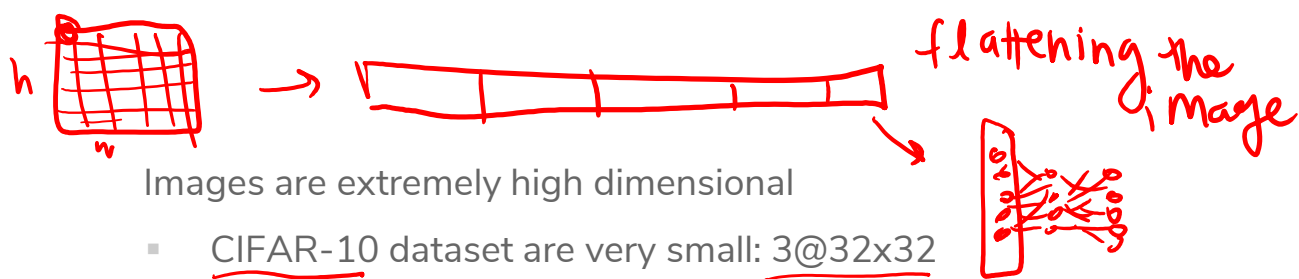 flattening the
image
h
w
Images are extremely high dimensional
▪ CIFAR-10 dataset are very small: 3@32x32